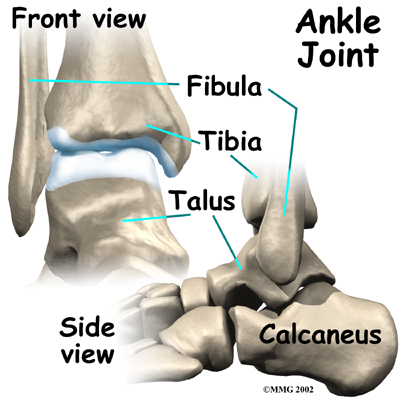 Front view
Ankle
Joint
Fibula
Tibia
Talus
Side
view
Calcaneus
©MMG 2002